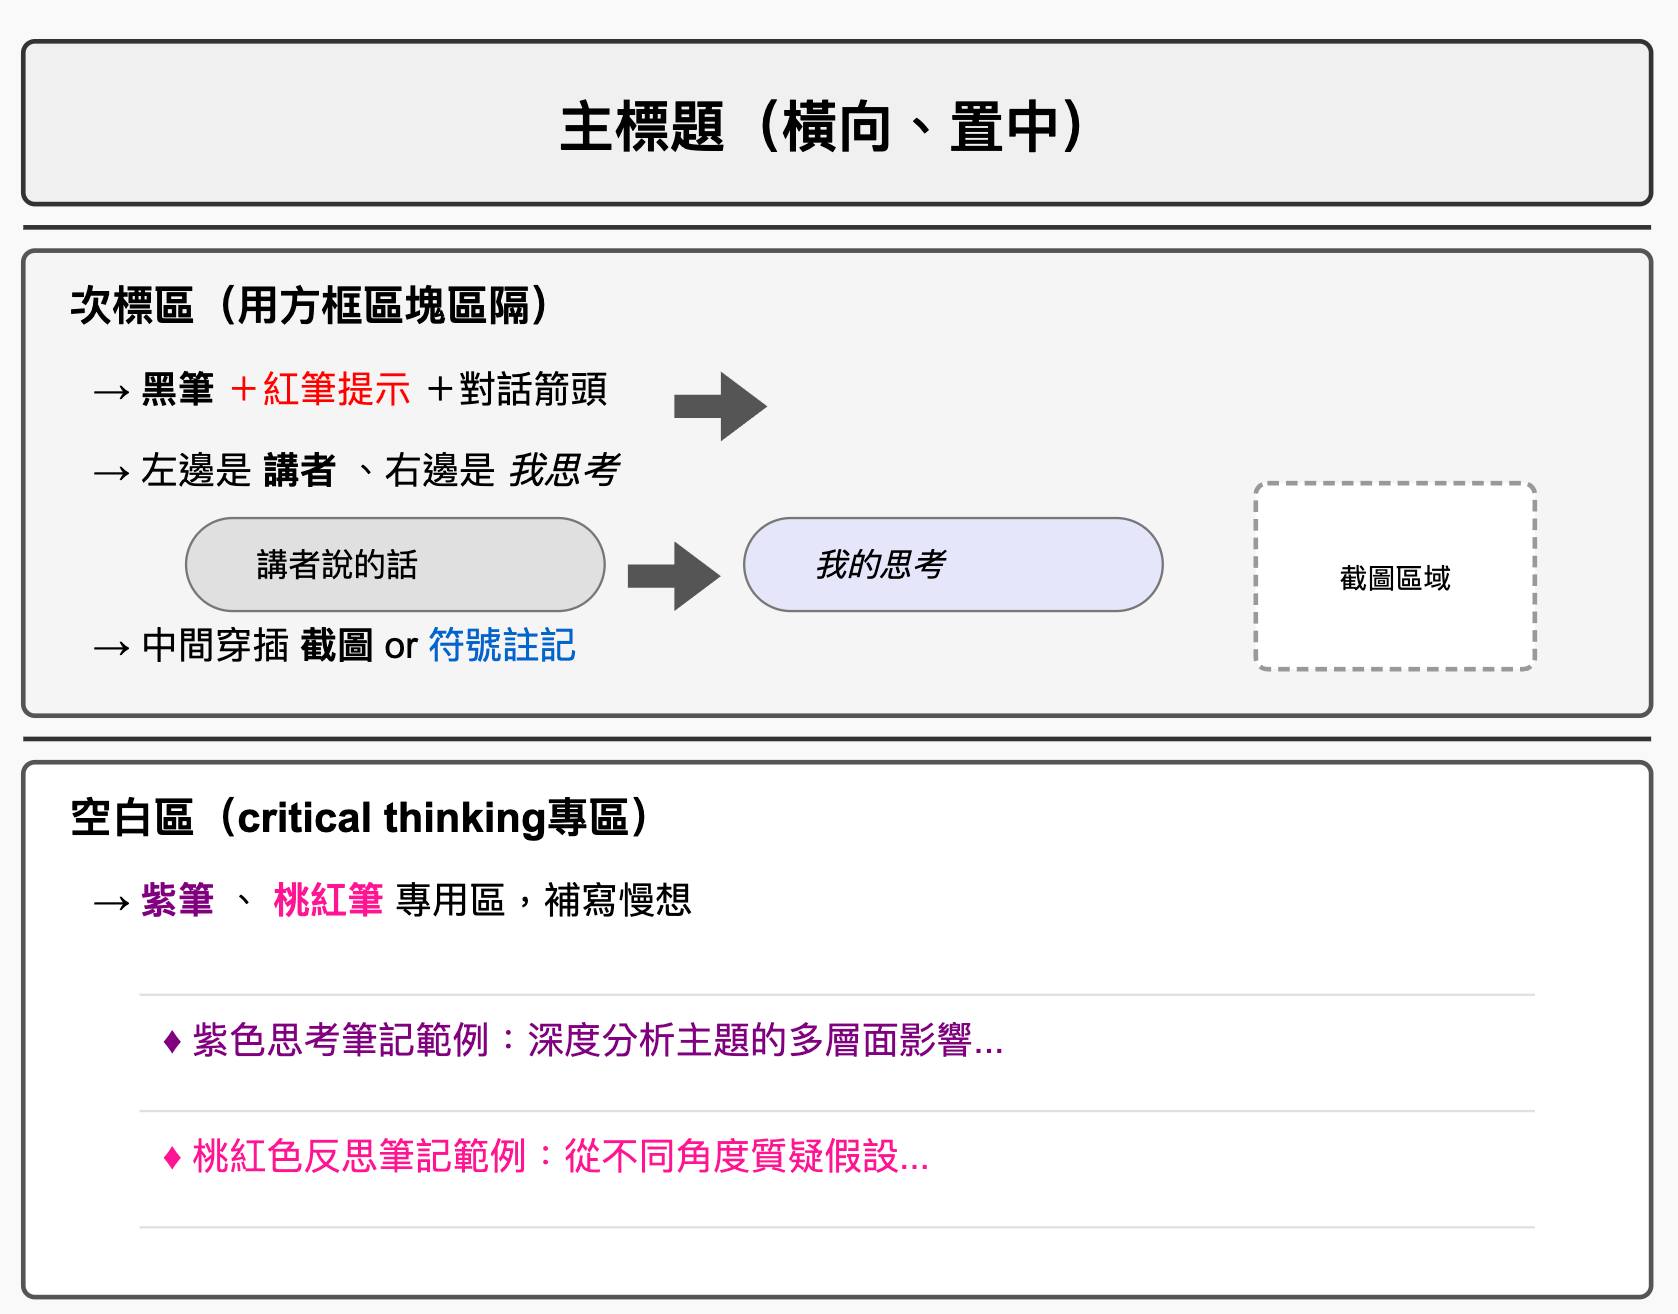 主標題（橫向、置中）
次標區（用方框區塊區隔）
→ 黑筆 ＋紅筆提示 ＋對話箭頭
→ 左邊是 講者 、右邊是 我思考
講者說的話
我的思考
截圖區域
→ 中間穿插 截圖 or 符號註記
空白區（critical thinking專區）
→ 紫筆 、 桃紅筆 專用區，補寫慢想
♦ 紫色思考筆記範例：深度分析主題的多層面影響...
♦ 桃紅色反思筆記範例：從不同角度質疑假設...